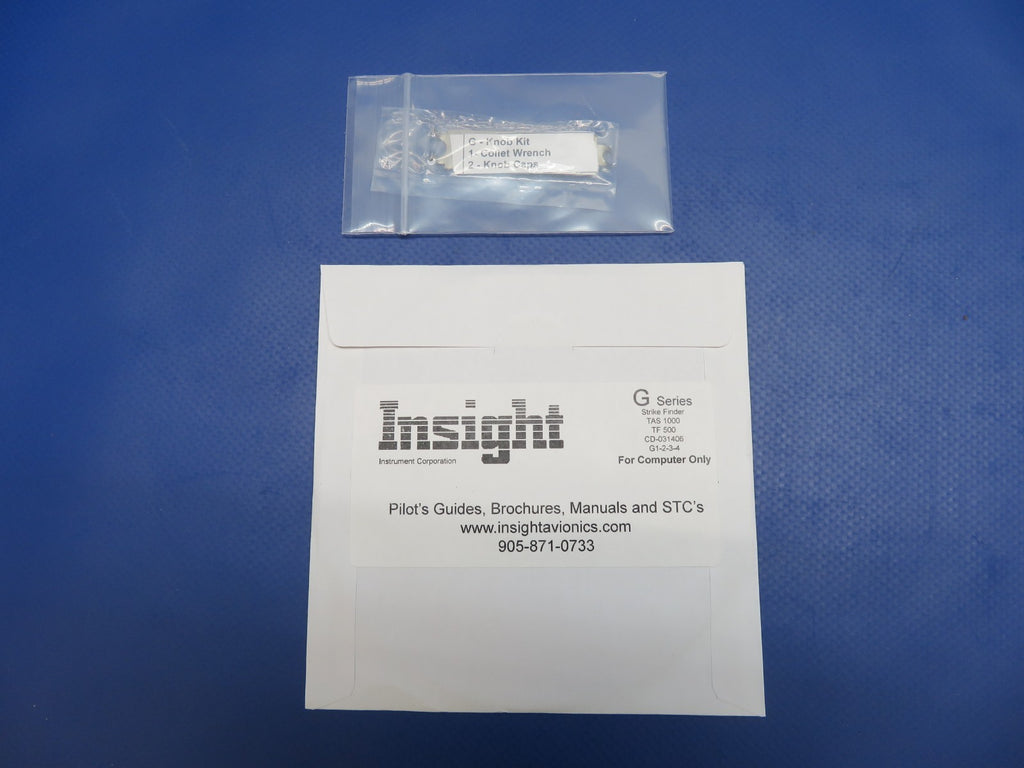 G - Knob Kit
1- Collet Wrench
2 - Knob Caps
Insight
Instrument Corporation
G Series
Strike Finder
TAS 1000
TF 500
CD-031406
G1-2-3-4
For Computer Only
Pilot's Guides, Brochures, Manuals and STC's
www.insightavionics.com
905-871-0733